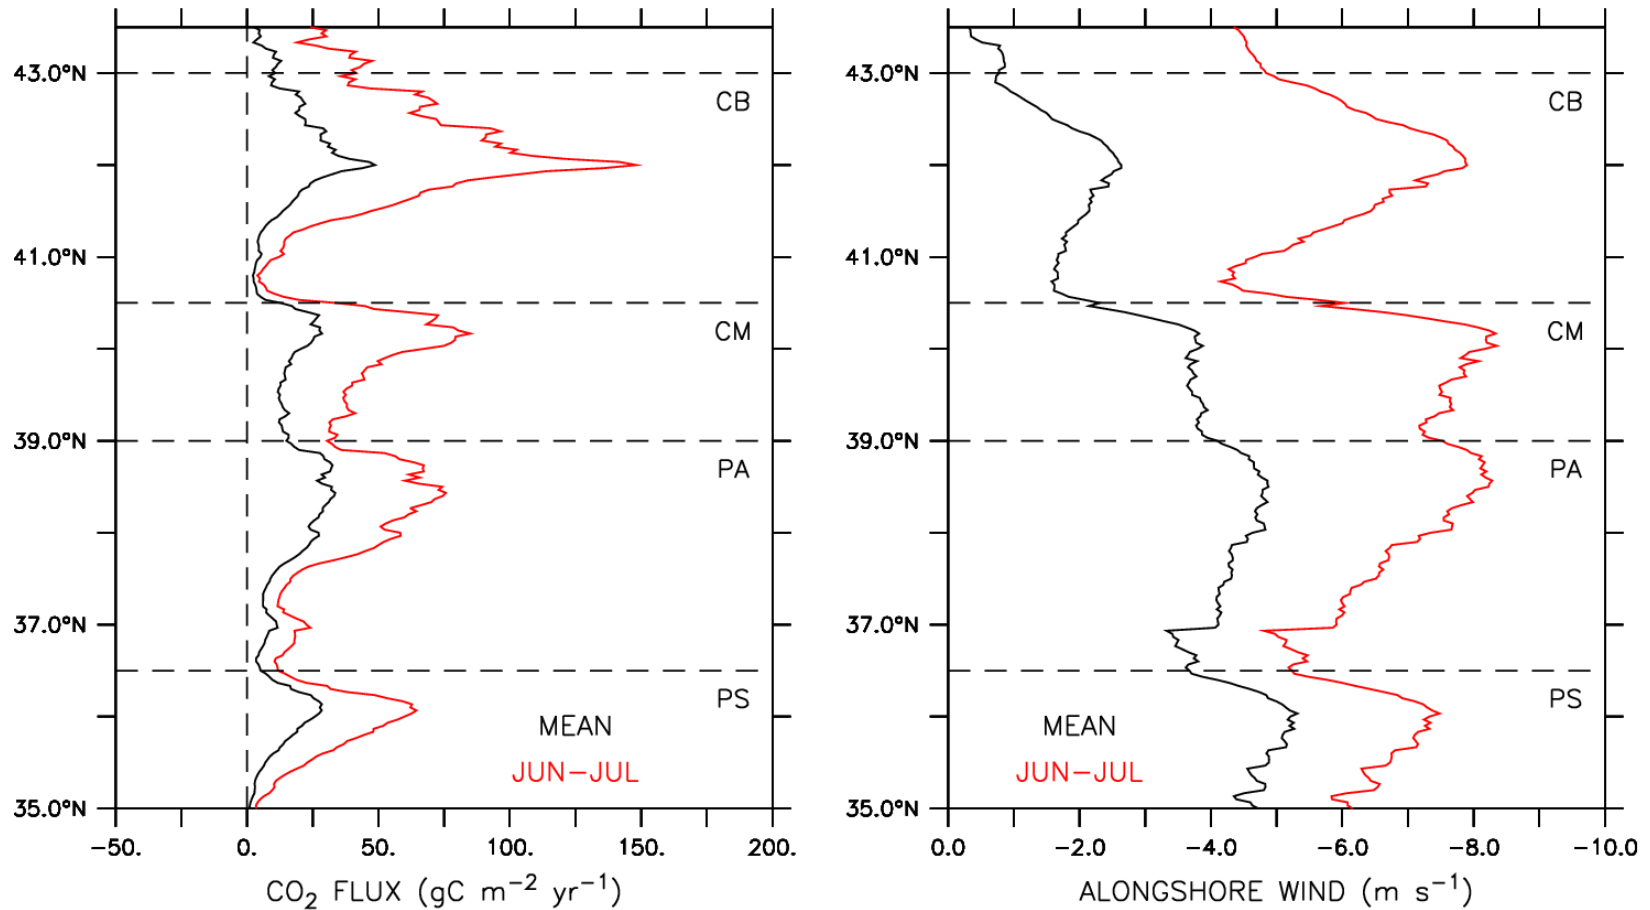 43.0°N
CB
41.0°N
CM
39.0°N
PA
37.0°N
PS
MEAN
JUN−JUL
35.0°N
−50. 0. 50. 100. 150. 200.
CO₂ FLUX (gC m⁻² yr⁻¹)
43.0°N
CB
41.0°N
CM
39.0°N
PA
37.0°N
PS
MEAN
JUN−JUL
35.0°N
0.0 −2.0 −4.0 −6.0 −8.0 −10.0
ALONGSHORE WIND (m s⁻¹)